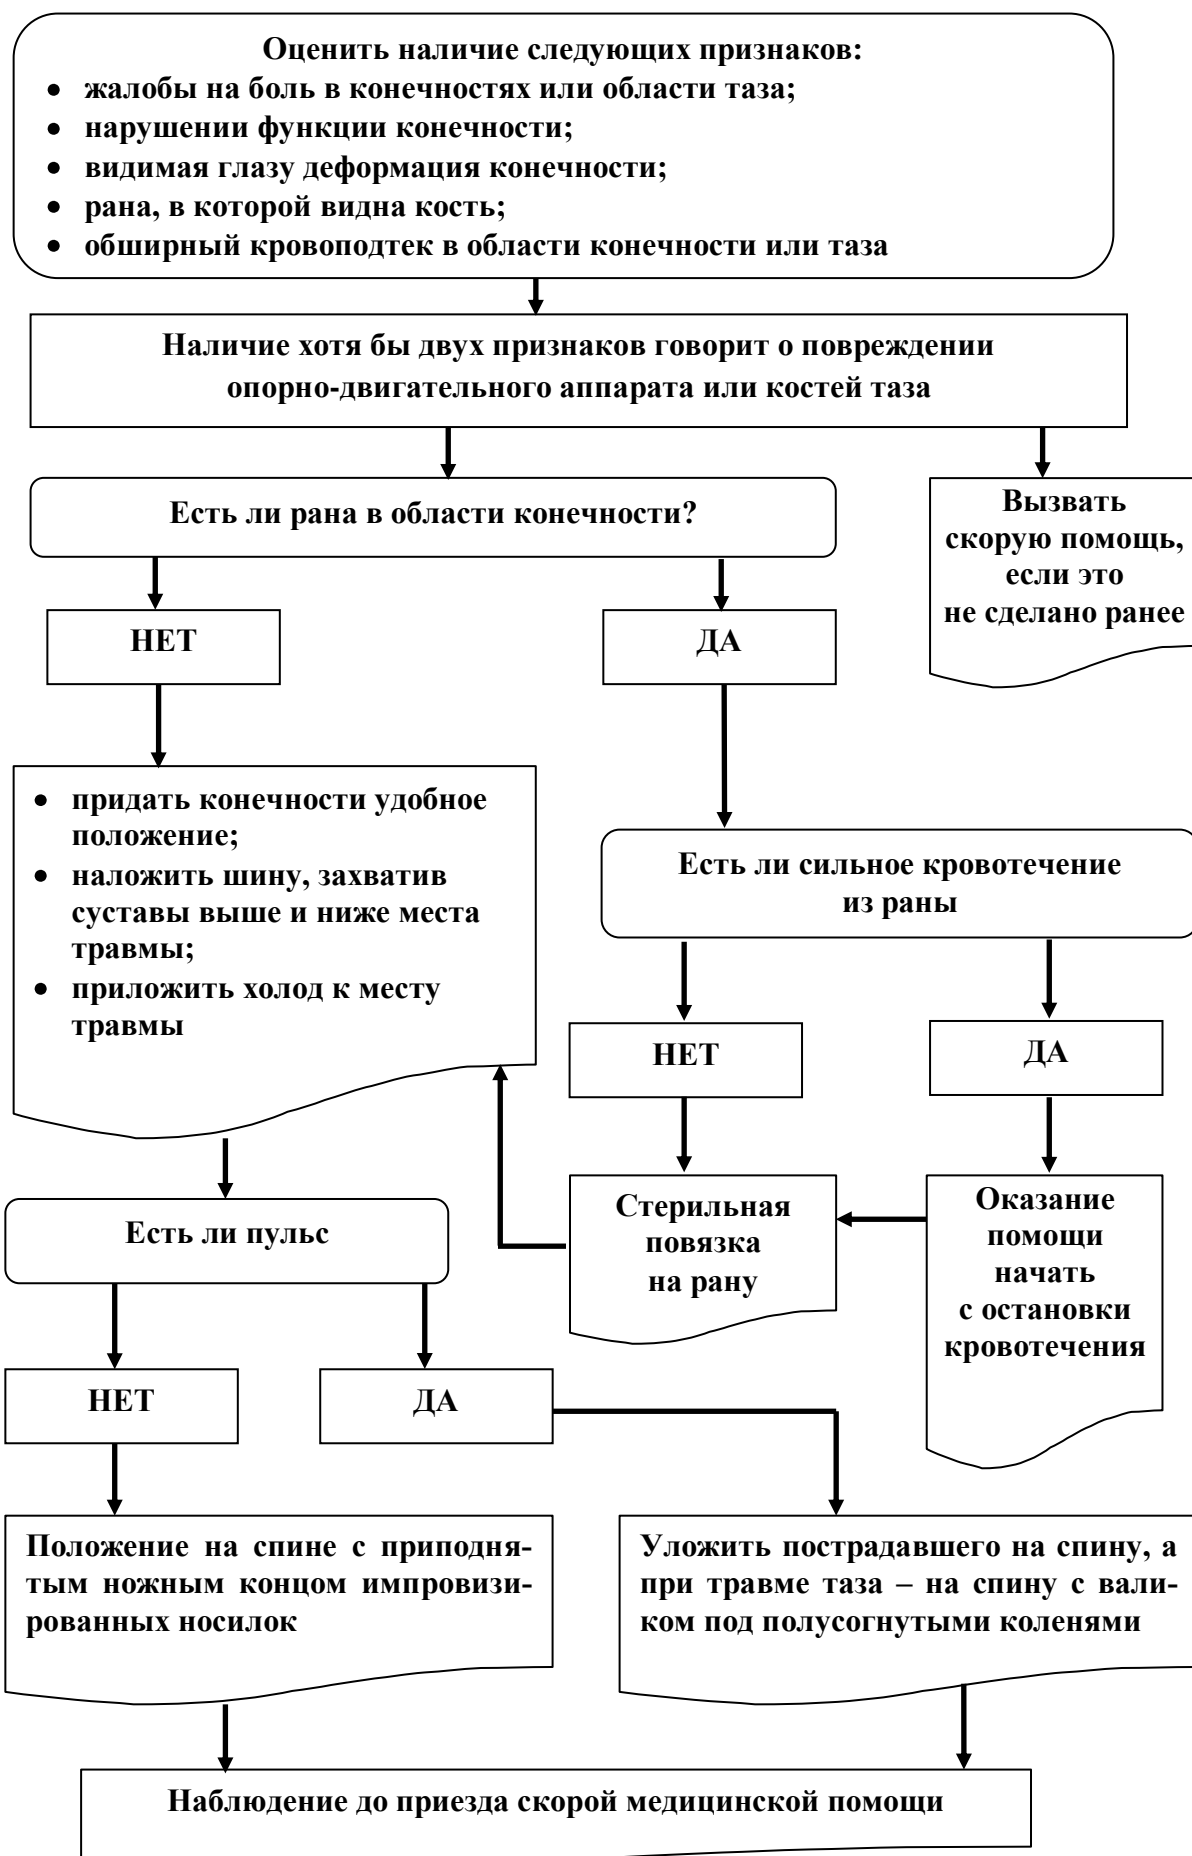 Оценить наличие следующих признаков:
• жалобы на боль в конечностях или области таза;
• нарушении функции конечности;
• видимая глазу деформация конечности;
• рана, в которой видна кость;
• обширный кровоподтек в области конечности или таза
Наличие хотя бы двух признаков говорит о повреждении
опорно-двигательного аппарата или костей таза
Есть ли рана в области конечности?
Вызвать
скорую помощь,
если это
не сделано ранее
НЕТ
ДА
• придать конечности удобное
положение;
• наложить шину, захватив
суставы выше и ниже места
травмы;
• приложить холод к месту
травмы
Есть ли сильное кровотечение
из раны
НЕТ
ДА
Стерильная
повязка
на рану
Оказание
помощи
начать
с остановки
кровотечения
Есть ли пульс
НЕТ
ДА
Положение на спине с приподня-
тым ножным концом импровизи-
рованных носилок
Уложить пострадавшего на спину, а
при травме таза – на спину с вали-
ком под полусогнутыми коленями
Наблюдение до приезда скорой медицинской помощи